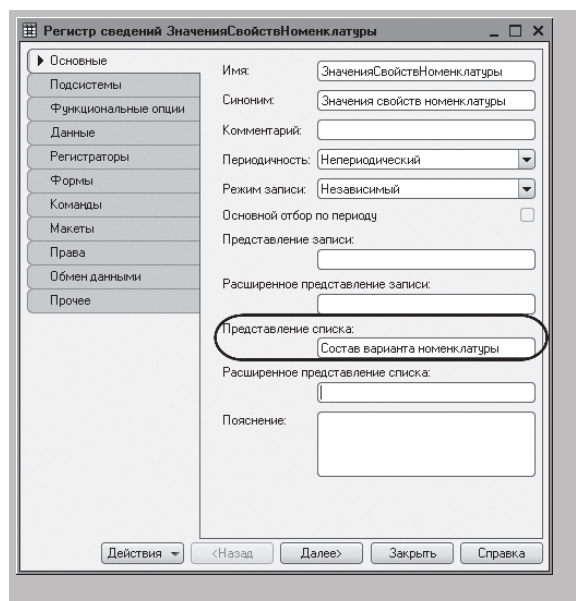 Регистр сведений ЗначенияСвойствНоменклатуры
Основные
Подсистемы
Функциональные опции
Данные
Регистраторы
Формы
Команды
Макеты
Права
Обмен данными
Прочее
Имя: ЗначенияСвойствНоменклатуры
Синоним: Значения свойств номенклатуры
Комментарий:
Периодичность: Непериодический
Режим записи: Независимый
Основной отбор по периоду
Представление записи:
Расширенное представление записи:
Представление списка:
Состав варианта номенклатуры
Расширенное представление списка:
Пояснение:
Действия <Назад Далее> Закрыть Справка